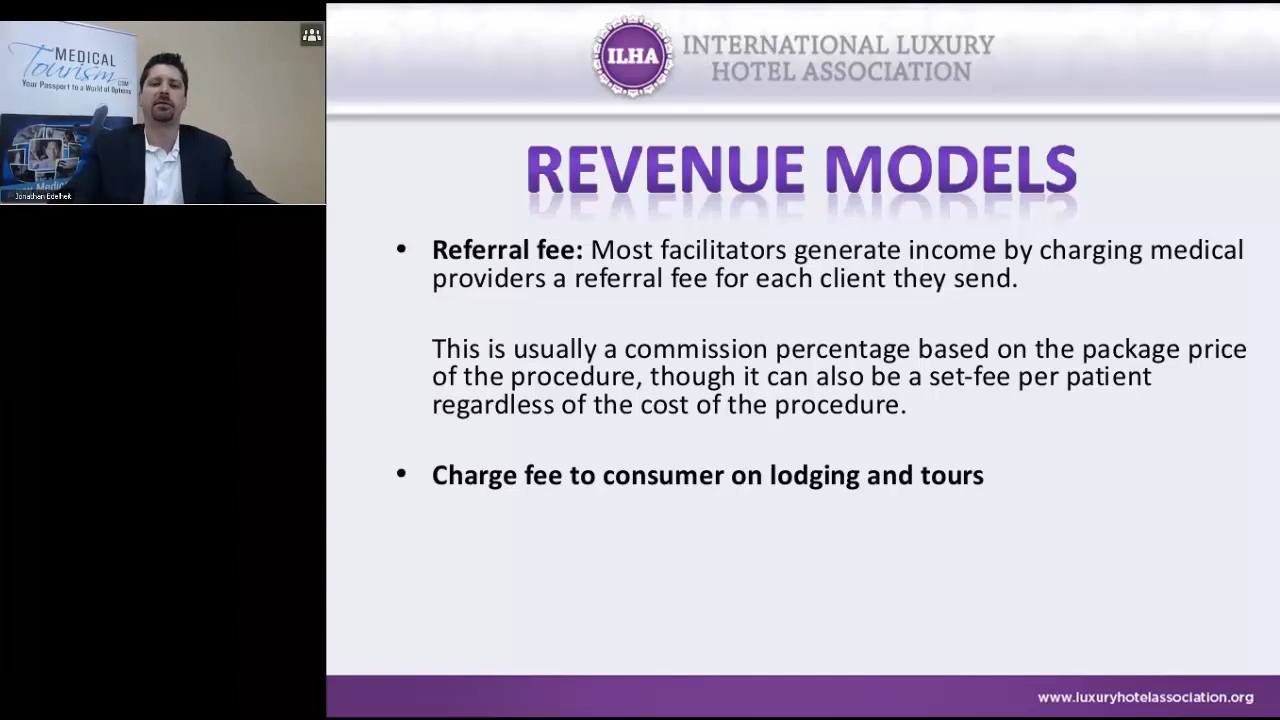 MEDICAL
Tourism
.COM
Your Passport to a World of Options
Jonathan Edelheit
ILHA
INTERNATIONAL LUXURY
HOTEL ASSOCIATION
REVENUE MODELS
• Referral fee: Most facilitators generate income by charging medical
providers a referral fee for each client they send.
This is usually a commission percentage based on the package price
of the procedure, though it can also be a set-fee per patient
regardless of the cost of the procedure.
• Charge fee to consumer on lodging and tours
www.luxuryhotelassociation.org